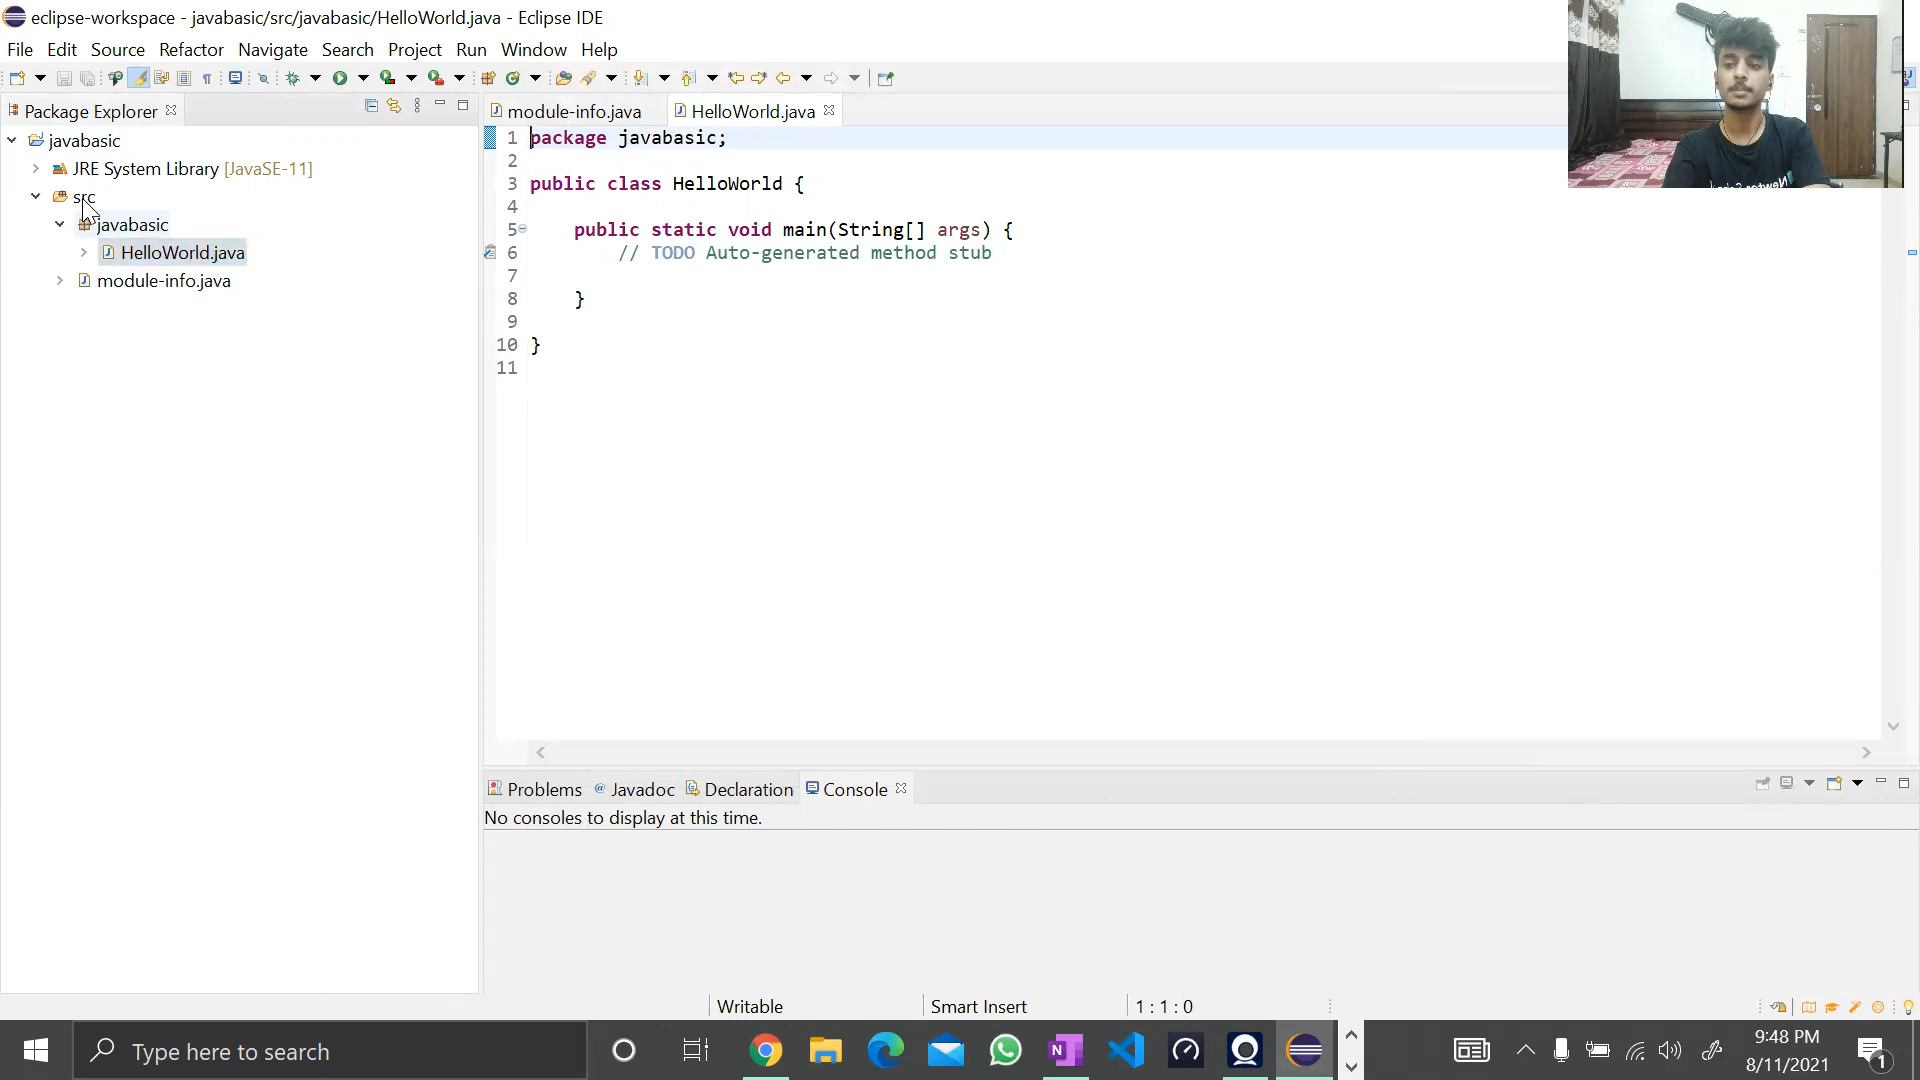 eclipse-workspace - javabasic/src/javabasic/HelloWorld.java - Eclipse IDE
File Edit Source Refactor Navigate Search Project Run Window Help
Package Explorer
javabasic
JRE System Library [JavaSE-11]
src
javabasic
HelloWorld.java
module-info.java
module-info.java HelloWorld.java
1 package javabasic;
2
3 public class HelloWorld {
4
5 public static void main(String[] args) {
6 // TODO Auto-generated method stub
7
8 }
9
10 }
11
Problems @ Javadoc Declaration Console
No consoles to display at this time.
Writable Smart Insert 1 : 1 : 0
Type here to search
9:48 PM
8/11/2021
1